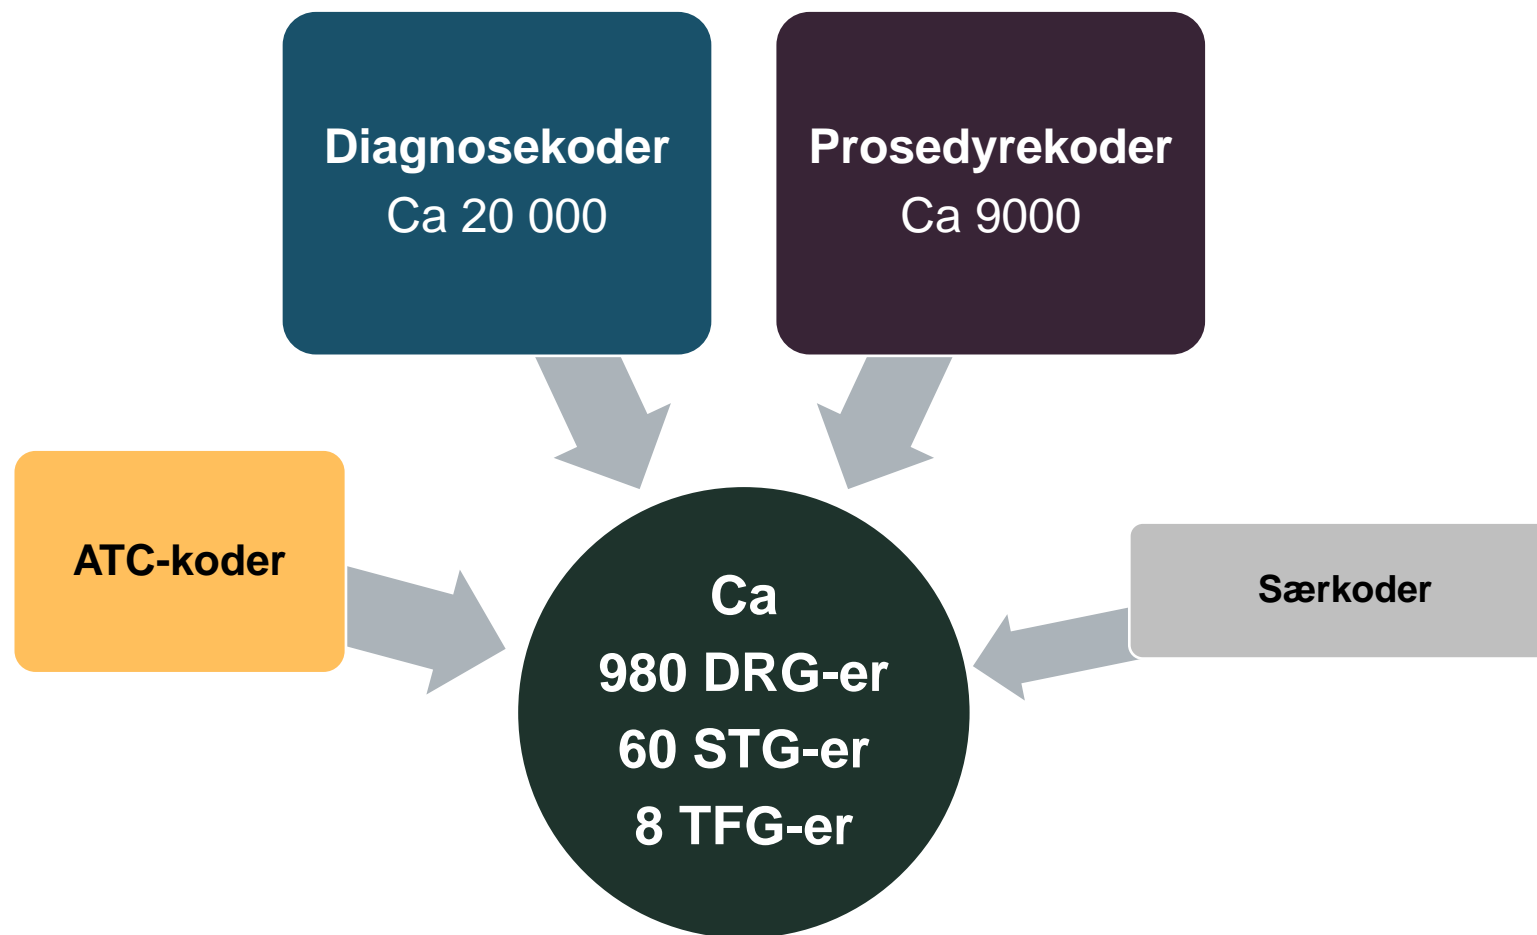 Diagnosekoder
Ca 20 000
Prosedyrekoder
Ca 9000
ATC-koder
Særkoder
Ca
980 DRG-er
60 STG-er
8 TFG-er